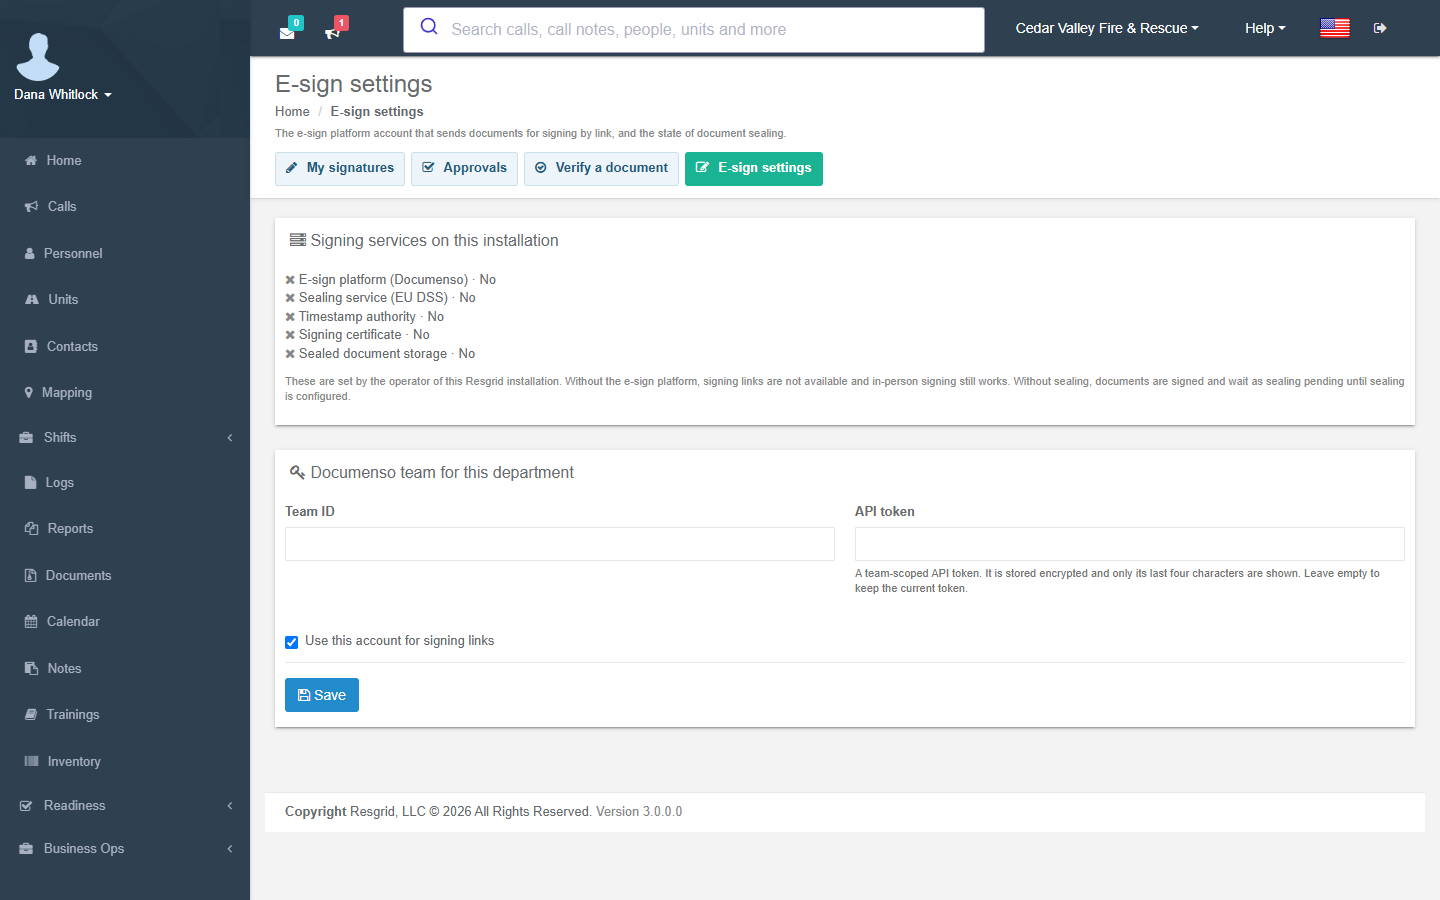 0
1
Search calls, call notes, people, units and more
Cedar Valley Fire & Rescue
Help
Dana Whitlock
Home
Calls
Personnel
Units
Contacts
Mapping
Shifts
Logs
Reports
Documents
Calendar
Notes
Trainings
Inventory
Readiness
Business Ops
E-sign settings
Home / E-sign settings
The e-sign platform account that sends documents for signing by link, and the state of document sealing.
My signatures
Approvals
Verify a document
E-sign settings
Signing services on this installation
E-sign platform (Documenso) · No
Sealing service (EU DSS) · No
Timestamp authority · No
Signing certificate · No
Sealed document storage · No
These are set by the operator of this Resgrid installation. Without the e-sign platform, signing links are not available and in-person signing still works. Without sealing, documents are signed and wait as sealing pending until sealing
is configured.
Documenso team for this department
Team ID
API token
A team-scoped API token. It is stored encrypted and only its last four characters are shown. Leave empty to
keep the current token.
Use this account for signing links
Save
Copyright Resgrid, LLC © 2026 All Rights Reserved. Version 3.0.0.0